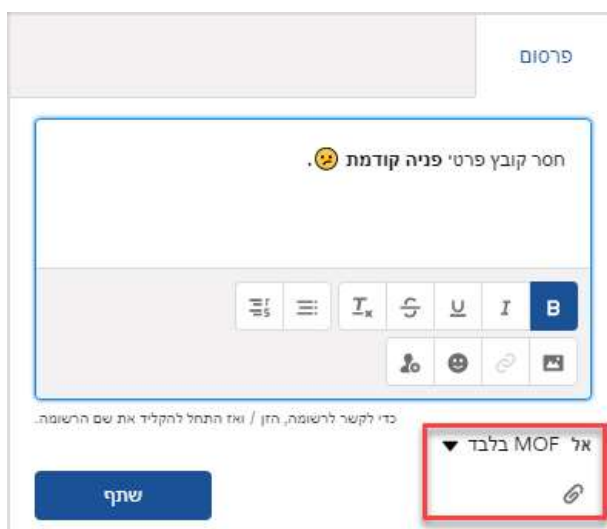 פרסום
חסר קובץ פרטי פניה קודמת 😕.
B I U S Tx
כדי לקשר לרשומה, הזן / ואז התחל להקליד את שם הרשומה.
אל MOF בלבד ▼
שתף